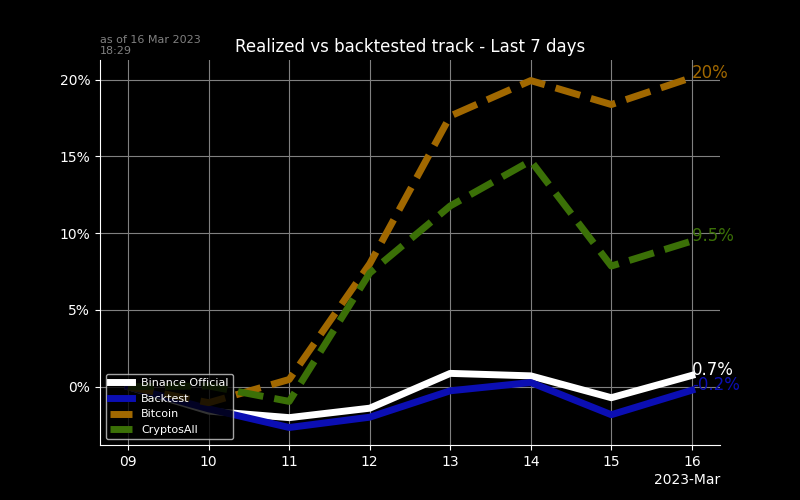 as of 16 Mar 2023
18:29
Realized vs backtested track - Last 7 days
20%
15%
10%
5%
0%
20%
9.5%
0.7%
-0.2%
Binance Official
Backtest
Bitcoin
CryptosAll
09 10 11 12 13 14 15 16
2023-Mar